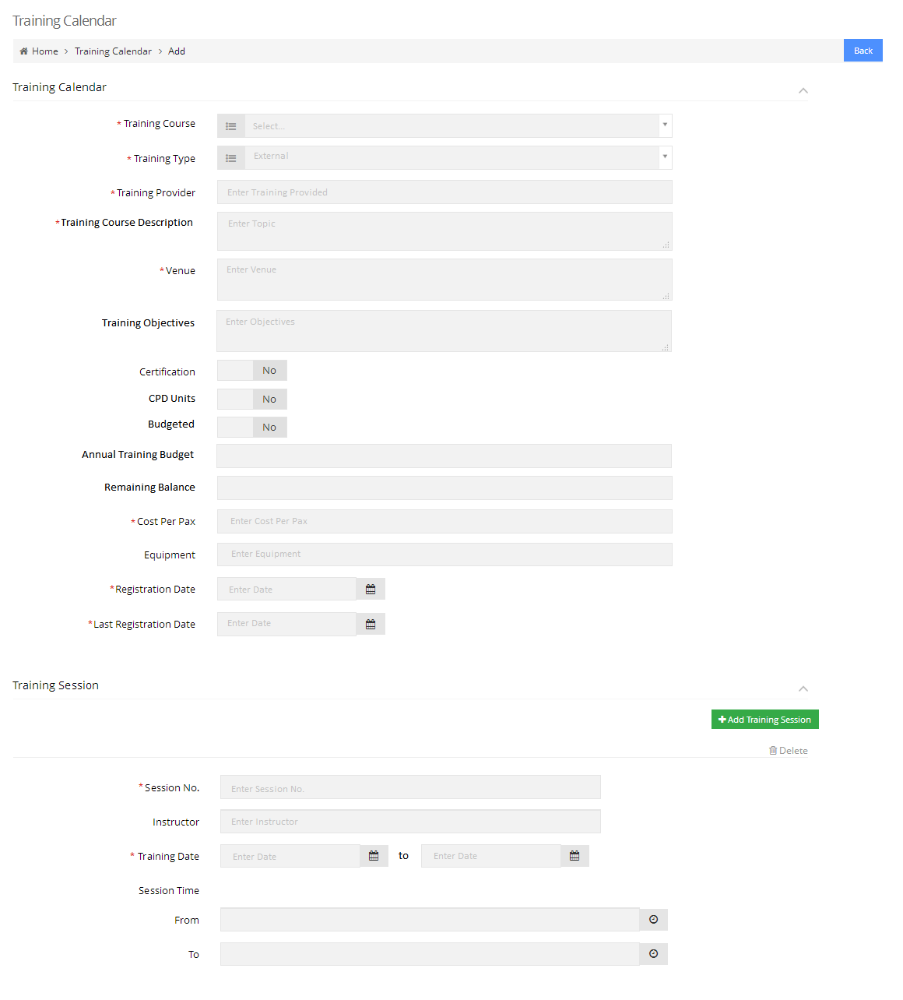 Training Calendar
Home > Training Calendar > Add
Back
Training Calendar
* Training Course
Select...
* Training Type
External
*Training Provider
Enter Training Provided
*Training Course Description
Enter Topic
*Venue
Enter Venue
Training Objectives
Enter Objectives
Certification
No
CPD Units
No
Budgeted
No
Annual Training Budget
Remaining Balance
*Cost Per Pax
Enter Cost Per Pax
Equipment
Enter Equipment
*Registration Date
Enter Date
*Last Registration Date
Enter Date
Training Session
Add Training Session
Delete
*Session No.
Enter Session No.
Instructor
Enter Instructor
* Training Date
Enter Date
to
Enter Date
Session Time
From
To